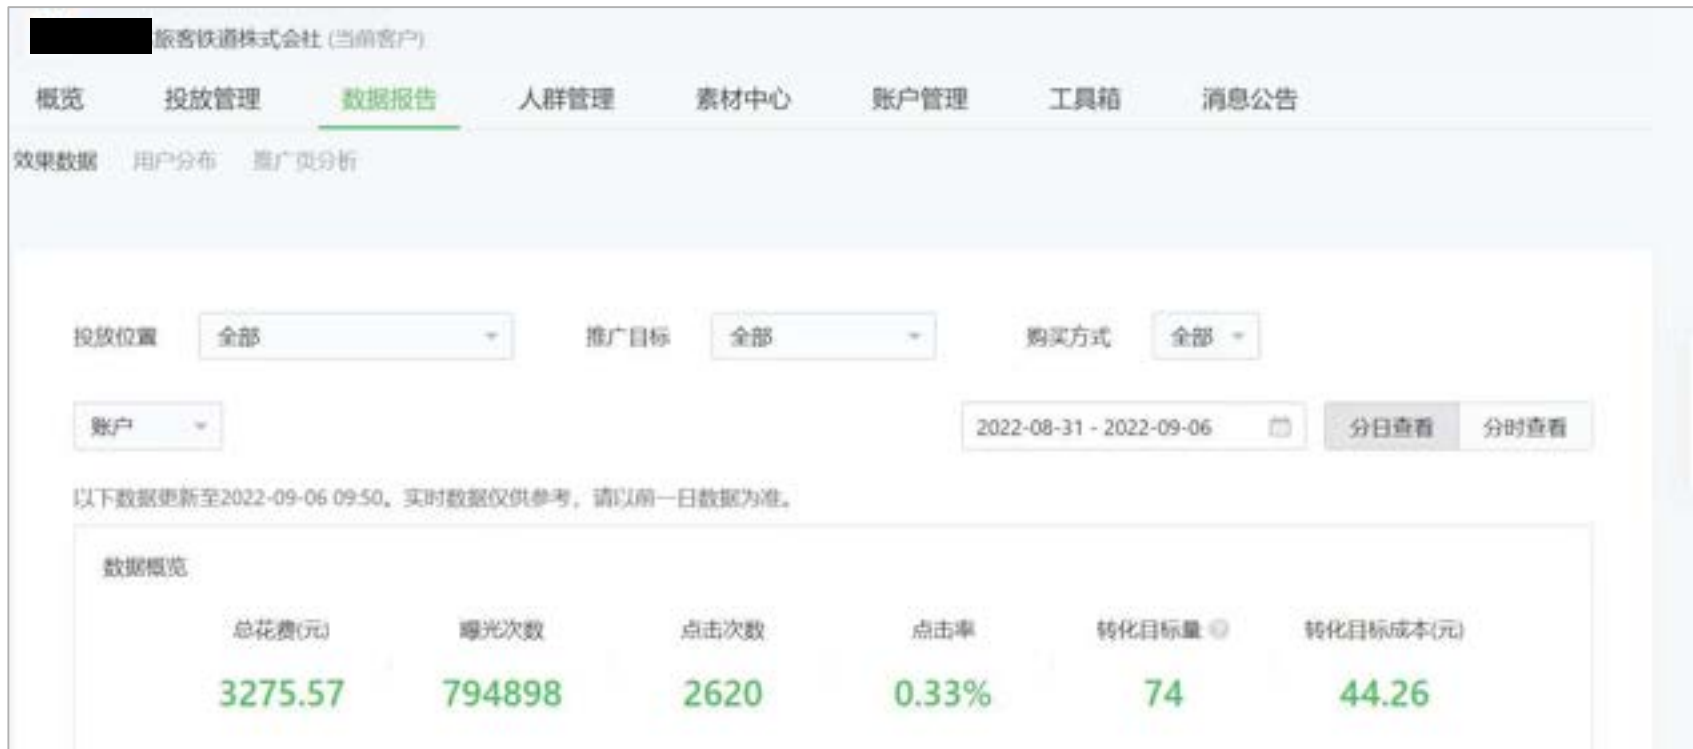 旅客铁道株式会社 (当前客户)
概览 投放管理 数据报告 人群管理 素材中心 账户管理 工具箱 消息公告
效果数据 用户分布 推广页分析
投放位置 全部 推广目标 全部 购买方式 全部
账户 2022-08-31 - 2022-09-06 分日查看 分时查看
以下数据更新至2022-09-06 09:50。实时数据仅供参考，请以前一日数据为准。
数据概览
总花费(元) 曝光次数 点击次数 点击率 转化目标量 转化目标成本(元)
3275.57 794898 2620 0.33% 74 44.26